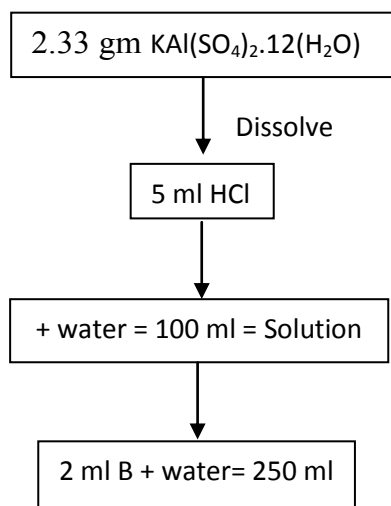 2.33 gm KAl(SO₄)₂.12(H₂O)
Dissolve
5 ml HCl
+ water = 100 ml = Solution
2 ml B + water= 250 ml